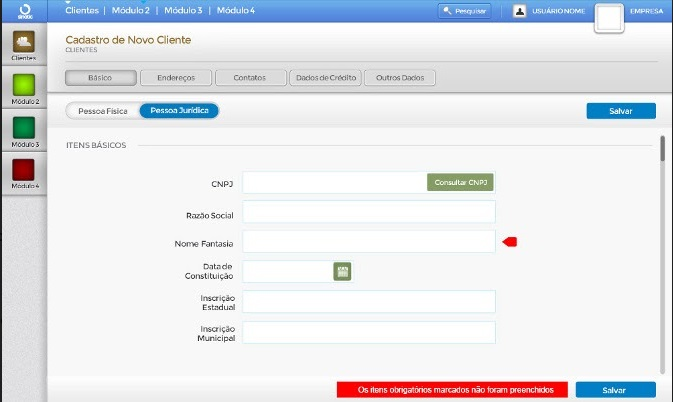 Clientes | Módulo 2 | Módulo 3 | Módulo 4
Pesquisar
USUÁRIO NOME
EMPRESA
Clientes
Módulo 2
Módulo 3
Módulo 4
Cadastro de Novo Cliente
CLIENTES
Básico
Endereços
Contatos
Dados de Crédito
Outros Dados
Pessoa Física
Pessoa Jurídica
Salvar
ITENS BÁSICOS
CNPJ
Consultar CNPJ
Razão Social
Nome Fantasia
Data de
Constituição
Inscrição
Estadual
Inscrição
Municipal
Os itens obrigatórios marcados não foram preenchidos
Salvar